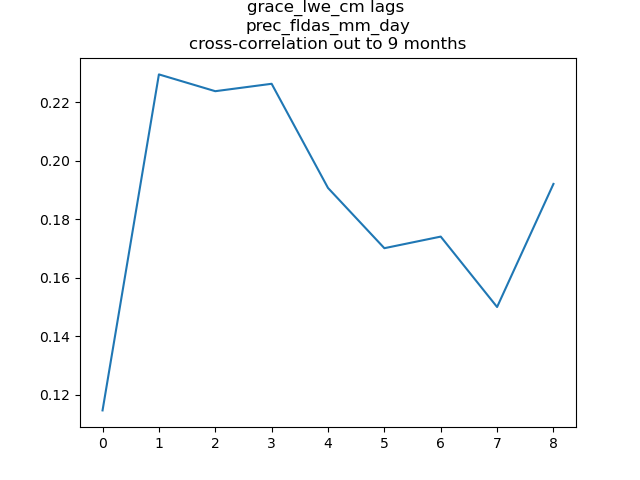 grace_lwe_cm lags
prec_fldas_mm_day
cross-correlation out to 9 months
0.22
0.20
0.18
0.16
0.14
0.12
0 1 2 3 4 5 6 7 8